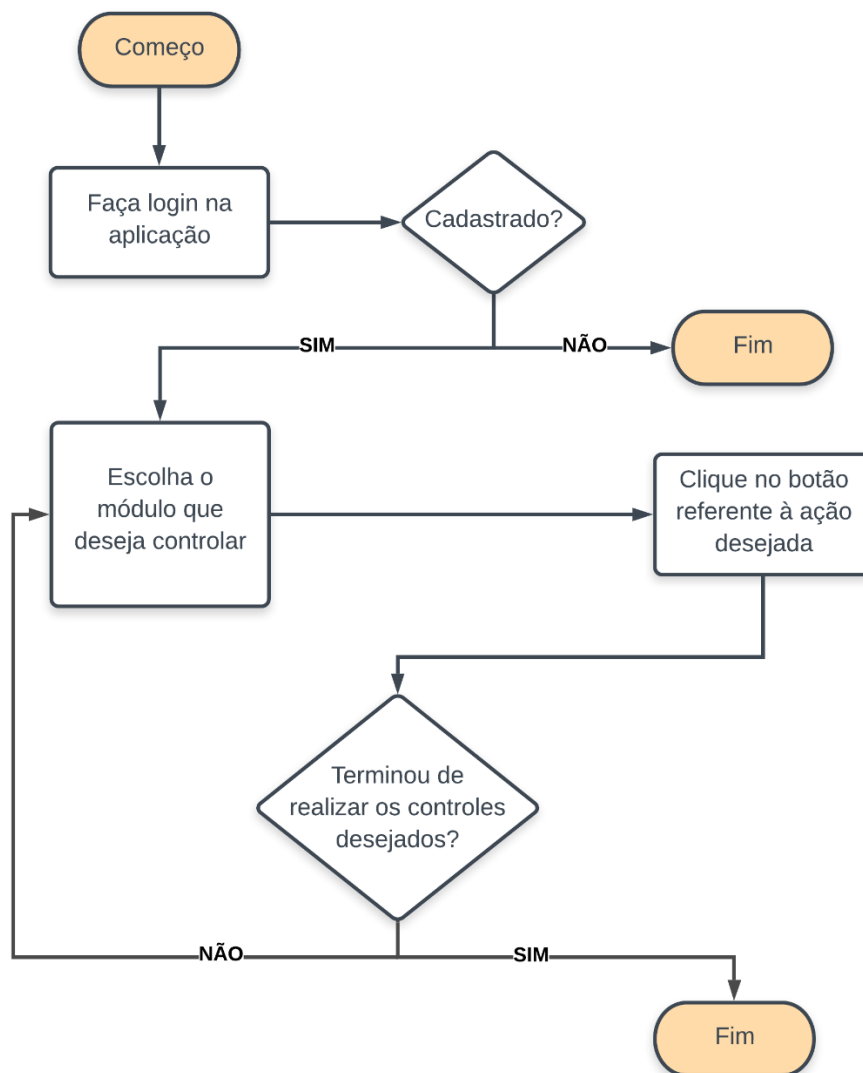 Começo
Faça login na
aplicação
Cadastrado?
SIM
NÃO
Fim
Escolha o
módulo que
deseja controlar
Clique no botão
referente à ação
desejada
Terminou de
realizar os controles
desejados?
NÃO
SIM
Fim